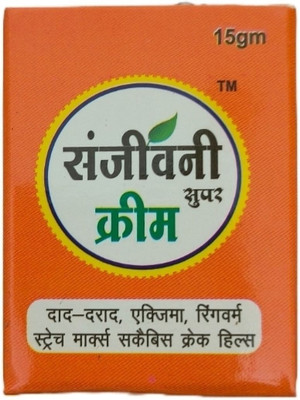 15gm
TM
संजीवनी
सुपर
क्रीम
दाद–दराद, एक्जिमा, रिंगवर्म
स्ट्रेच मार्क्स सकैबिस क्रेक हिल्स